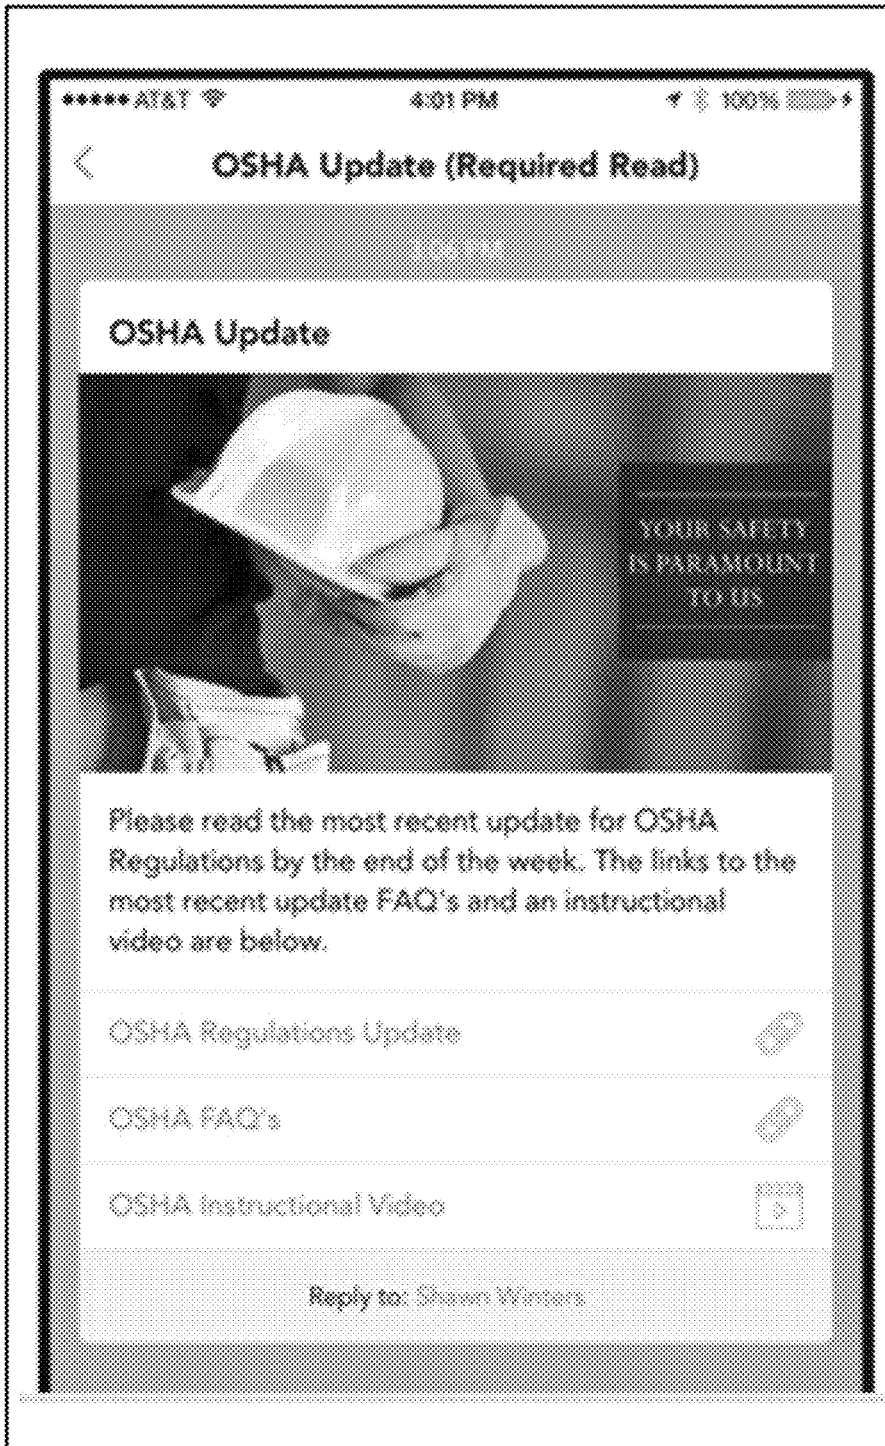 AT&T 4:01 PM 100%
OSHA Update (Required Read)
OSHA Update
YOUR SAFETY
IS PARAMOUNT
TO US
Please read the most recent update for OSHA
Regulations by the end of the week. The links to the
most recent update FAQ's and an instructional
video are below.
OSHA Regulations Update
OSHA FAQ's
OSHA Instructional Video
Reply to: Shawn Winters